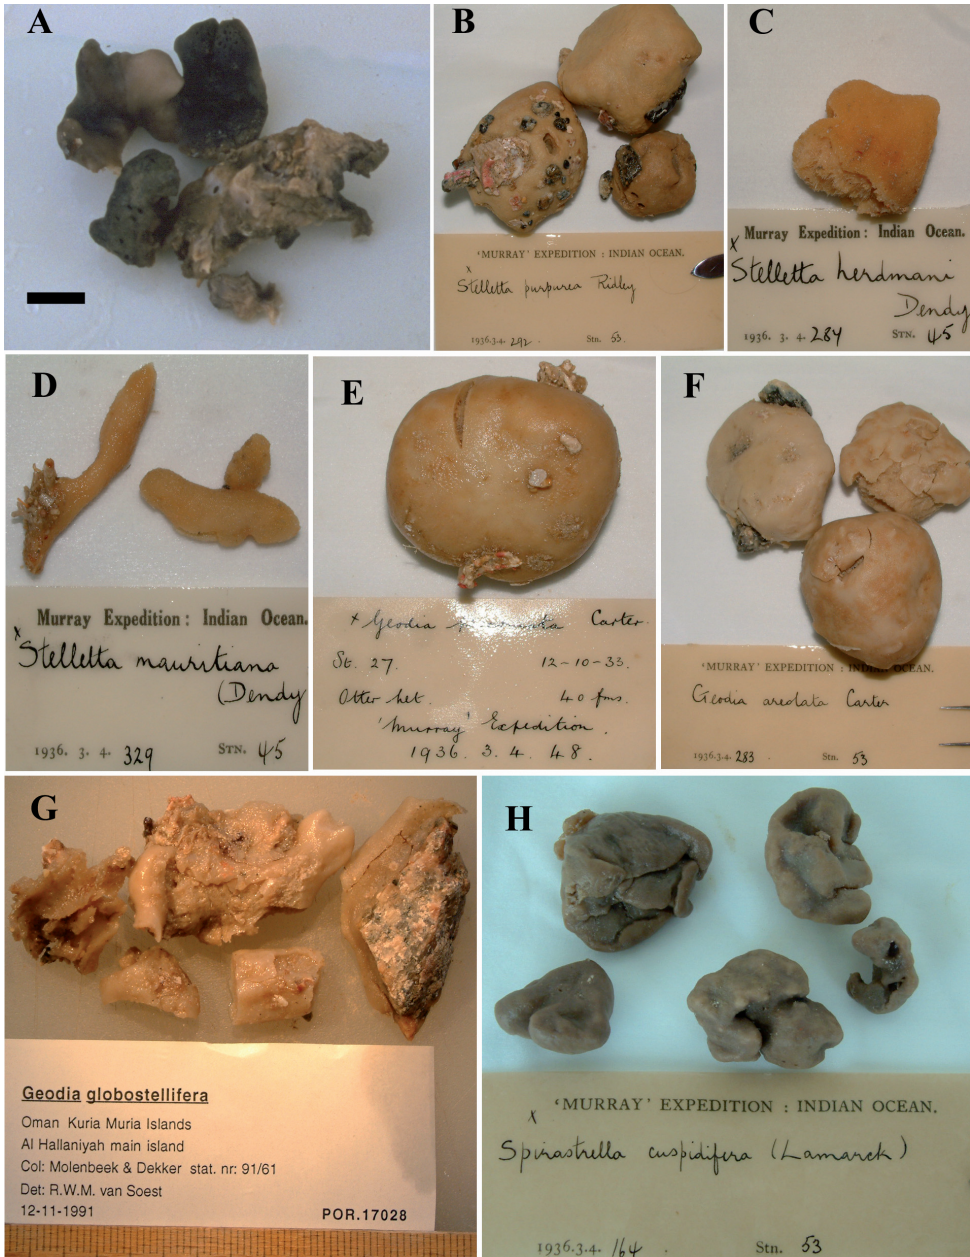 A
B
'MURRAY' EXPEDITION : INDIAN OCEAN.
x
Stelletta purpurea Ridley
1936.3.4. 292. Stn. 53.
C
x Murray Expedition: Indian Ocean.
Stelletta herdmani
Dendy
1936. 3. 4. 284 STN. 45
D
Murray Expedition: Indian Ocean.
x
Stelletta mauritiana
(Dendy
1936. 3. 4. 329 STN. 45
E
x Geodia Carter.
St. 27. 12-10-33.
Otter net. 40 fms.
'Murray' Expedition.
1936. 3. 4. 48.
F
'MURRAY' EXPEDITION : INDIAN OCEAN.
Geodia areolata Carter
1936.3.4. 283 Stn. 53
G
Geodia globostellifera
Oman Kuria Muria Islands
Al Hallaniyah main island
Col: Molenbeek & Dekker stat. nr: 91/61
Det: R.W.M. van Soest
12-11-1991 POR.17028
H
'MURRAY' EXPEDITION : INDIAN OCEAN.
x
Spirastrella cuspidifera (Lamarck)
1936.3.4. 164. Stn. 53